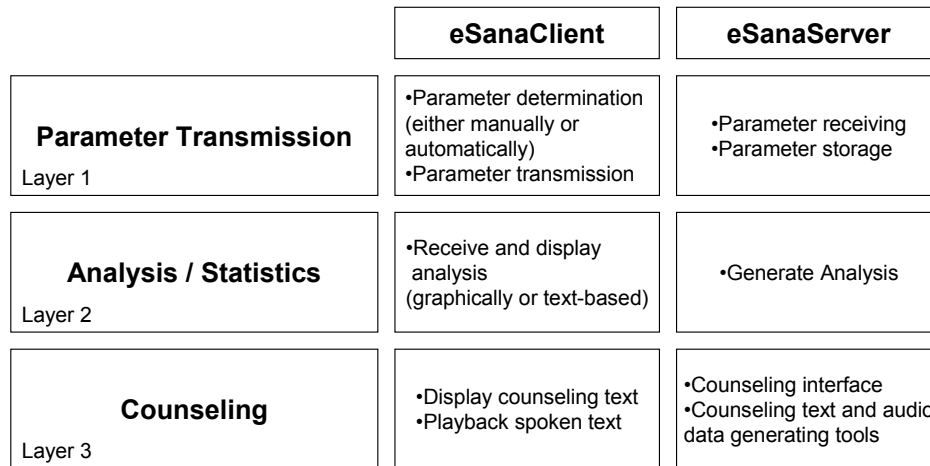 eSanaClient
eSanaServer
Parameter Transmission
Layer 1
•Parameter determination
(either manually or
automatically)
•Parameter transmission
•Parameter receiving
•Parameter storage
Analysis / Statistics
Layer 2
•Receive and display
analysis
(graphically or text-based)
•Generate Analysis
Counseling
Layer 3
•Display counseling text
•Playback spoken text
•Counseling interface
•Counseling text and audio
data generating tools